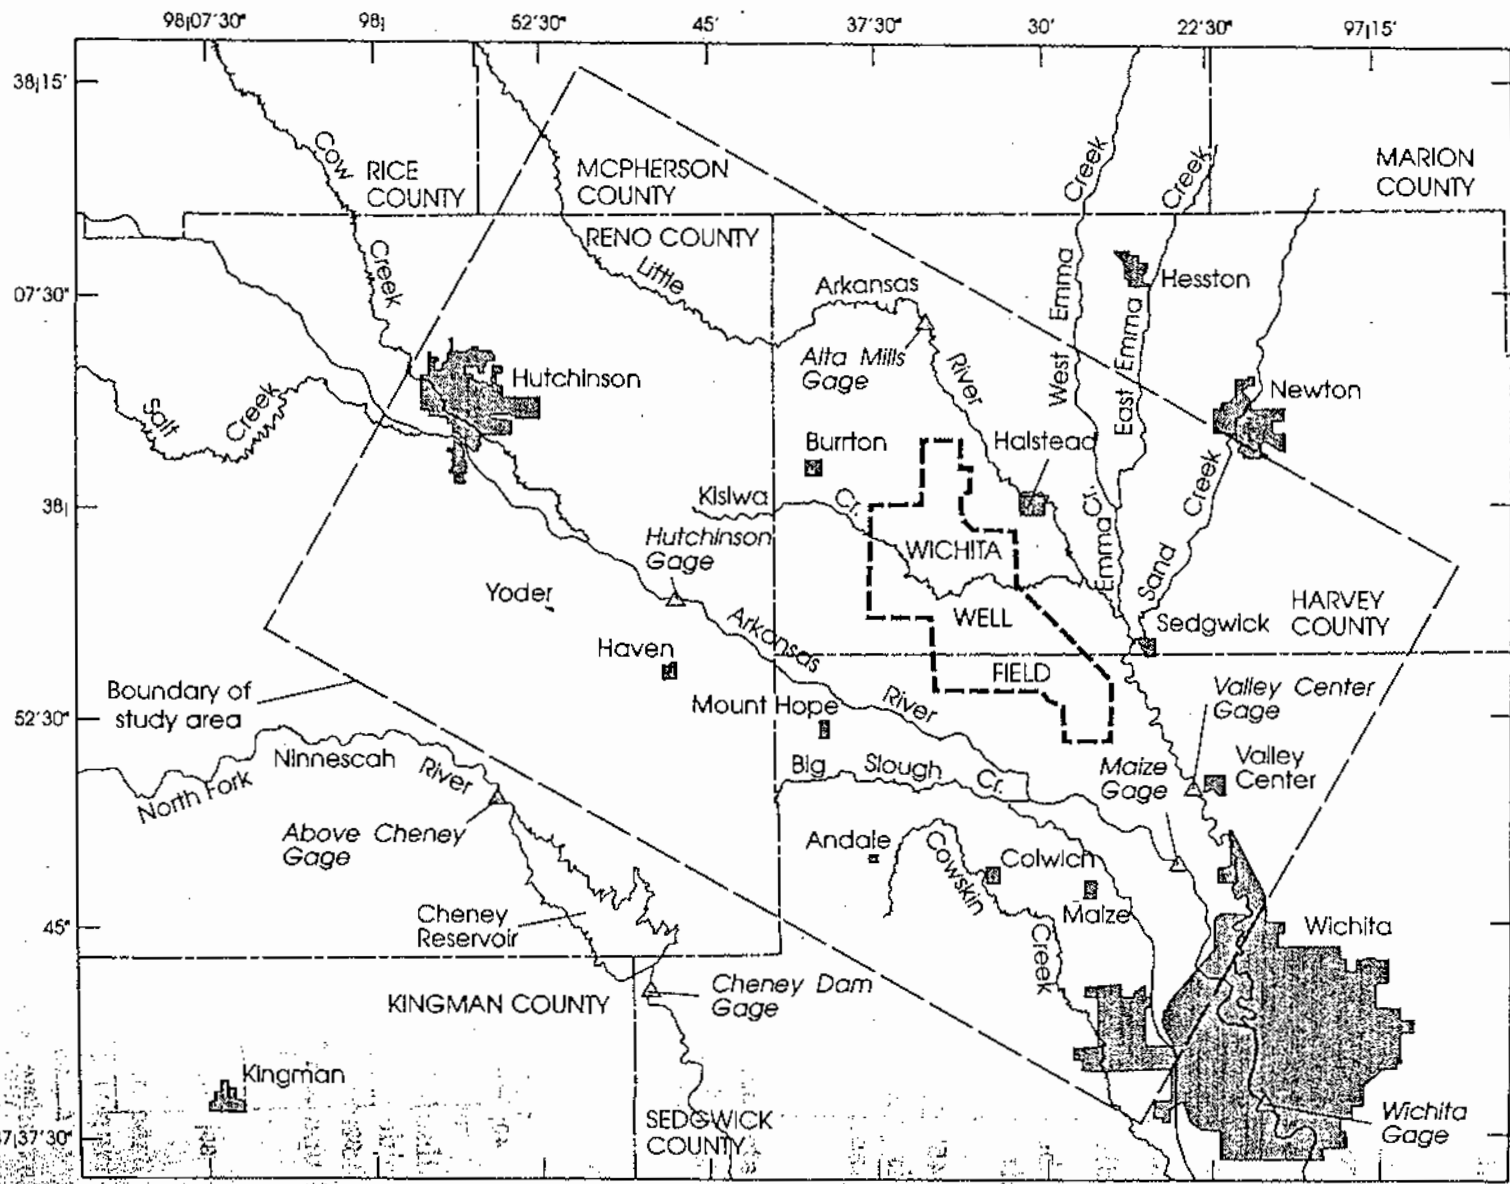 98¡07'30"
98¡
52'30"
45'
37'30"
30'
22'30"
97¡15'
38¡15'
Cow
RICE
COUNTY
MCPHERSON
COUNTY
Creek
Creek
MARION
COUNTY
RENO COUNTY
Creek
Little
Arkansas
Emma
Hesston
07'30"
Alta Mills
Gage
River
West
East Emma
Hutchinson
Newton
Salt
Creek
Burrton
Halstead
Creek
Kisiwa
Cr.
Cr.
38¡
Hutchinson
Gage
WICHITA
Emma
Sand
Yoder
WELL
HARVEY
COUNTY
Arkansas
Sedgwick
Haven
FIELD
Boundary of
study area
Mount Hope
River
Valley Center
Gage
52'30"
Ninnescah
River
North Fork
Big
Slough
Cr.
Maize
Gage
Valley
Center
Above Cheney
Gage
Andale
Cowskin
Colwich
Maize
Cheney
Reservoir
45"
Creek
Wichita
KINGMAN COUNTY
Cheney Dam
Gage
Kingman
SEDGWICK
COUNTY
Wichita
Gage
37¡37'30"